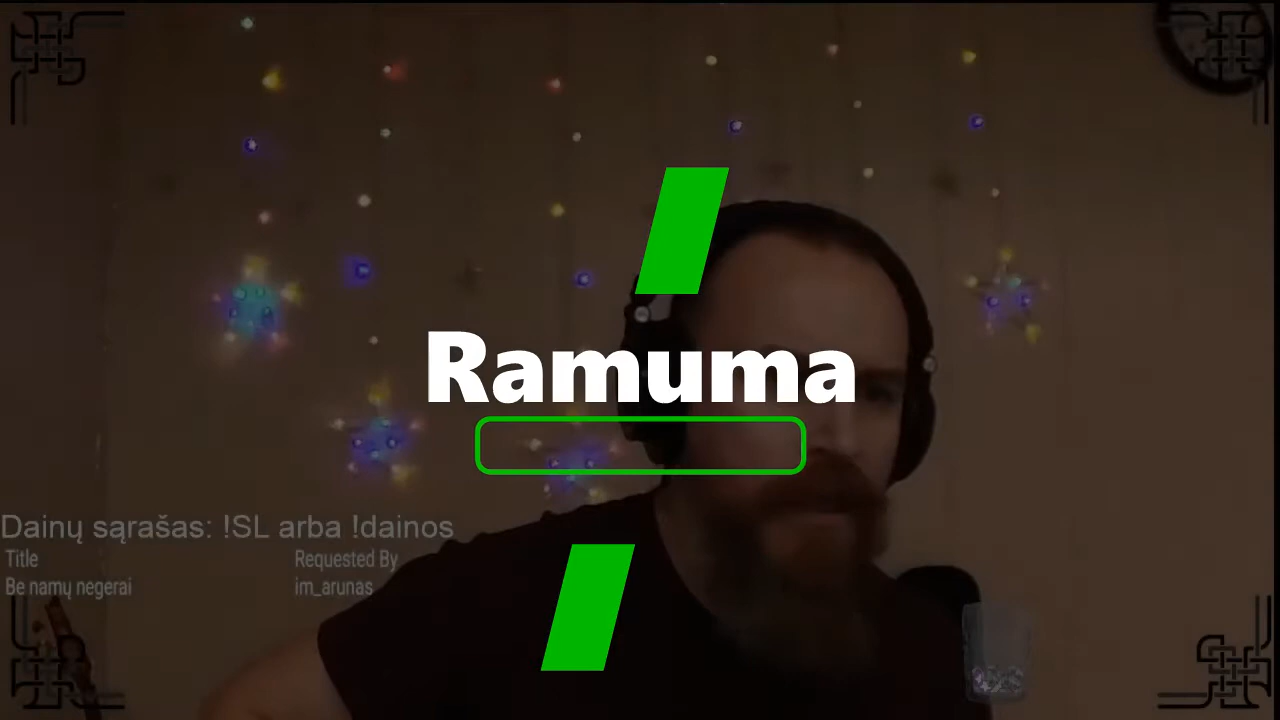 Ramuma
Dainų sąrašas: !SL arba !dainos
Title Requested By
Be namų negerai im_arunas